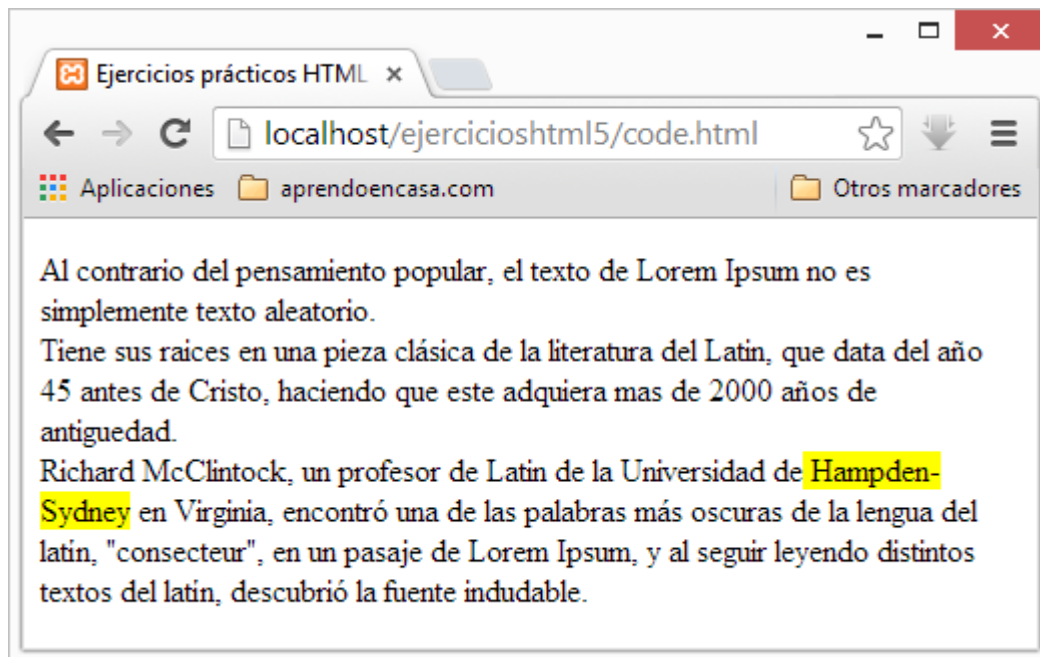 Ejercicios prácticos HTML
localhost/ejercicioshtml5/code.html
Aplicaciones aprendoencasa.com Otros marcadores
Al contrario del pensamiento popular, el texto de Lorem Ipsum no es
simplemente texto aleatorio.
Tiene sus raices en una pieza clásica de la literatura del Latin, que data del año
45 antes de Cristo, haciendo que este adquiera mas de 2000 años de
antiguedad.
Richard McClintock, un profesor de Latin de la Universidad de Hampden-
Sydney en Virginia, encontró una de las palabras más oscuras de la lengua del
latín, "consecteur", en un pasaje de Lorem Ipsum, y al seguir leyendo distintos
textos del latín, descubrió la fuente indudable.